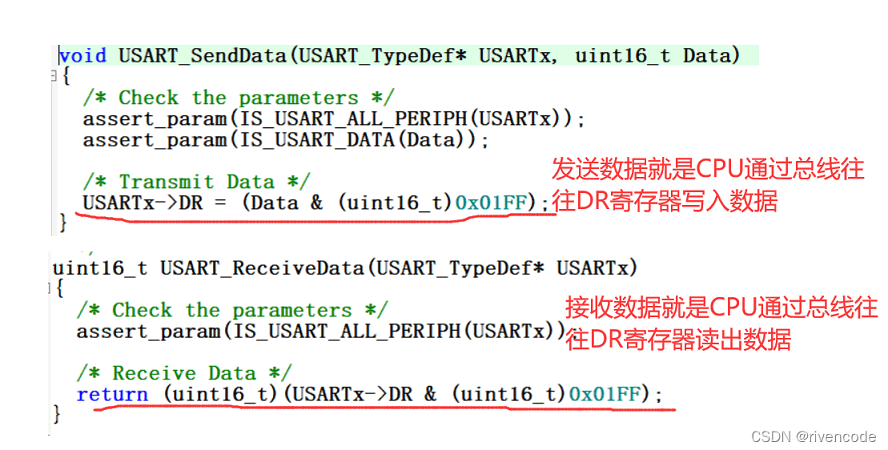 void USART_SendData(USART_TypeDef* USARTx, uint16_t Data)
{
/* Check the parameters */
assert_param(IS_USART_ALL_PERIPH(USARTx));
assert_param(IS_USART_DATA(Data));
/* Transmit Data */
USARTx->DR = (Data & (uint16_t)0x01FF);
}
发送数据就是CPU通过总线往
往DR寄存器写入数据
uint16_t USART_ReceiveData(USART_TypeDef* USARTx)
{
/* Check the parameters */
assert_param(IS_USART_ALL_PERIPH(USARTx));
接收数据就是CPU通过总线往
往DR寄存器读出数据
/* Receive Data */
return (uint16_t)(USARTx->DR & (uint16_t)0x01FF);
}
CSDN @rivencode